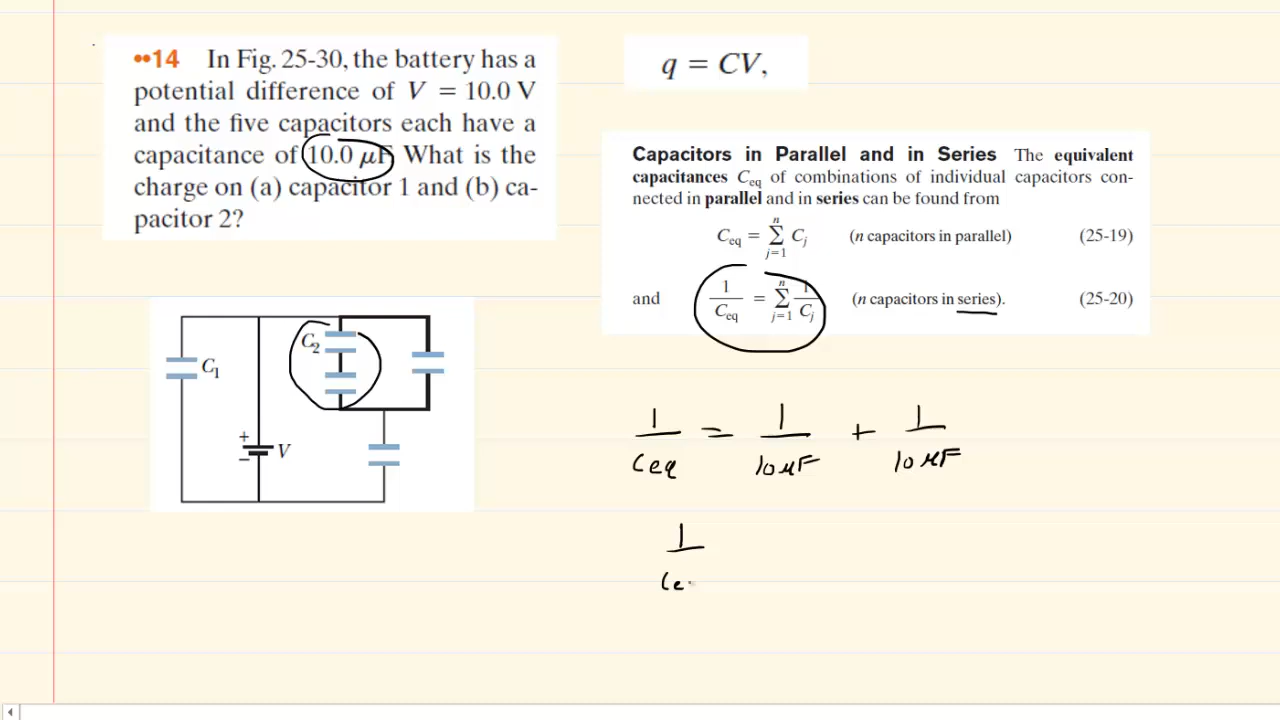 ••14 In Fig. 25-30, the battery has a
potential difference of V = 10.0 V
and the five capacitors each have a
capacitance of 10.0 μF. What is the
charge on (a) capacitor 1 and (b) ca-
pacitor 2?
q = CV,
Capacitors in Parallel and in Series The equivalent
capacitances Ceq of combinations of individual capacitors con-
nected in parallel and in series can be found from
Ceq = n∑j=1 Cj (n capacitors in parallel) (25-19)
and 1/Ceq = n∑j=1 1/Cj (n capacitors in series). (25-20)
C1
C2
+
− V
1/Ceq = 1/10μF + 1/10μF
1/Ce